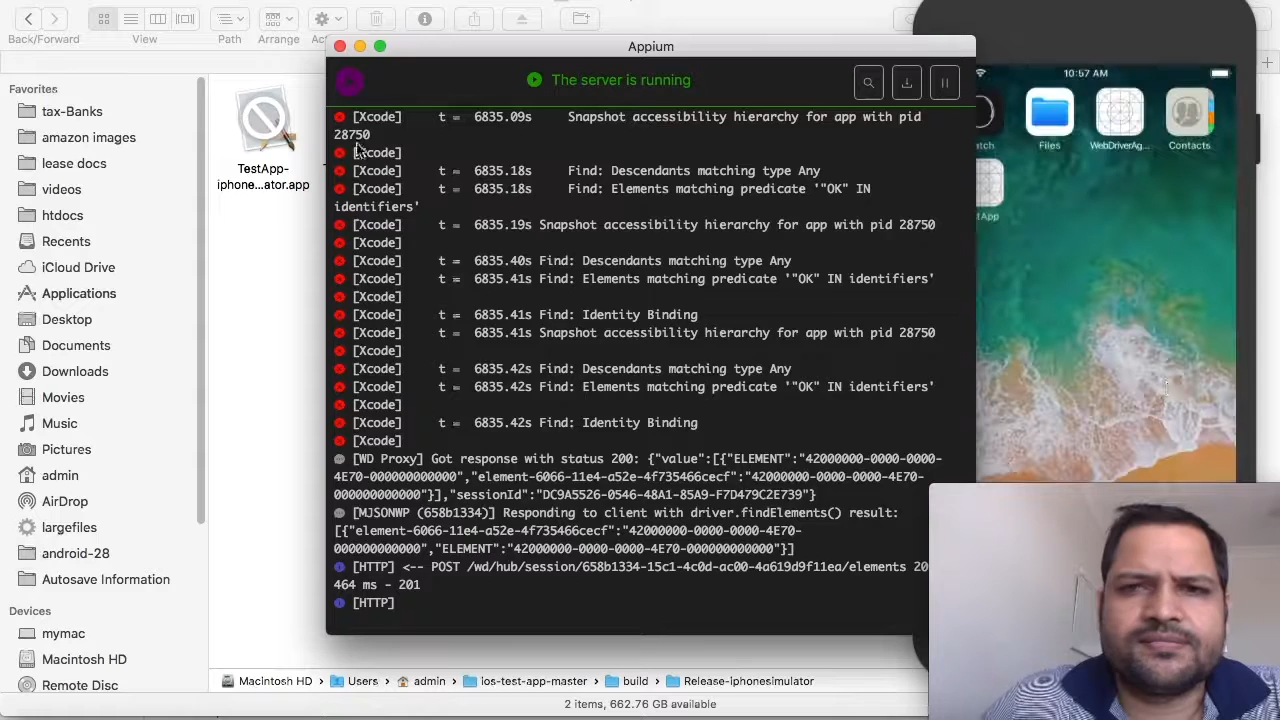 Back/Forward
View
Path
Arrange
Favorites
tax-Banks
amazon images
lease docs
videos
htdocs
Recents
iCloud Drive
Applications
Desktop
Documents
Downloads
Movies
Music
Pictures
admin
AirDrop
largefiles
android-28
Autosave Information
Devices
mymac
Macintosh HD
Remote Disc
TestApp-
iphone...ator.app
Appium
The server is running
[Xcode] t = 6835.09s Snapshot accessibility hierarchy for app with pid
28750
[Xcode]
[Xcode] t = 6835.18s Find: Descendants matching type Any
[Xcode] t = 6835.18s Find: Elements matching predicate '"OK" IN
identifiers'
[Xcode] t = 6835.19s Snapshot accessibility hierarchy for app with pid 28750
[Xcode]
[Xcode] t = 6835.40s Find: Descendants matching type Any
[Xcode] t = 6835.41s Find: Elements matching predicate '"OK" IN identifiers'
[Xcode]
[Xcode] t = 6835.41s Find: Identity Binding
[Xcode] t = 6835.41s Snapshot accessibility hierarchy for app with pid 28750
[Xcode]
[Xcode] t = 6835.42s Find: Descendants matching type Any
[Xcode] t = 6835.42s Find: Elements matching predicate '"OK" IN identifiers'
[Xcode]
[Xcode] t = 6835.42s Find: Identity Binding
[Xcode]
[WD Proxy] Got response with status 200: {"value":[{"ELEMENT":"42000000-0000-0000-
4E70-000000000000","element-6066-11e4-a52e-4f735466cecf":"42000000-0000-0000-4E70-
000000000000"}],"sessionId":"DC9A5526-0546-48A1-85A9-F7D479C2E739"}
[MJSONWP (658b1334)] Responding to client with driver.findElements() result:
[{"element-6066-11e4-a52e-4f735466cecf":"42000000-0000-0000-4E70-
000000000000","ELEMENT":"42000000-0000-0000-4E70-000000000000"}]
[HTTP] <-- POST /wd/hub/session/658b1334-15c1-4c0d-ac00-4a619d9f11ea/elements 20
464 ms - 201
[HTTP]
10:57 AM
Files
WebDriverAg...
Contacts
Macintosh HD
Users
admin
ios-test-app-master
build
Release-iphonesimulator
2 items, 662.76 GB available